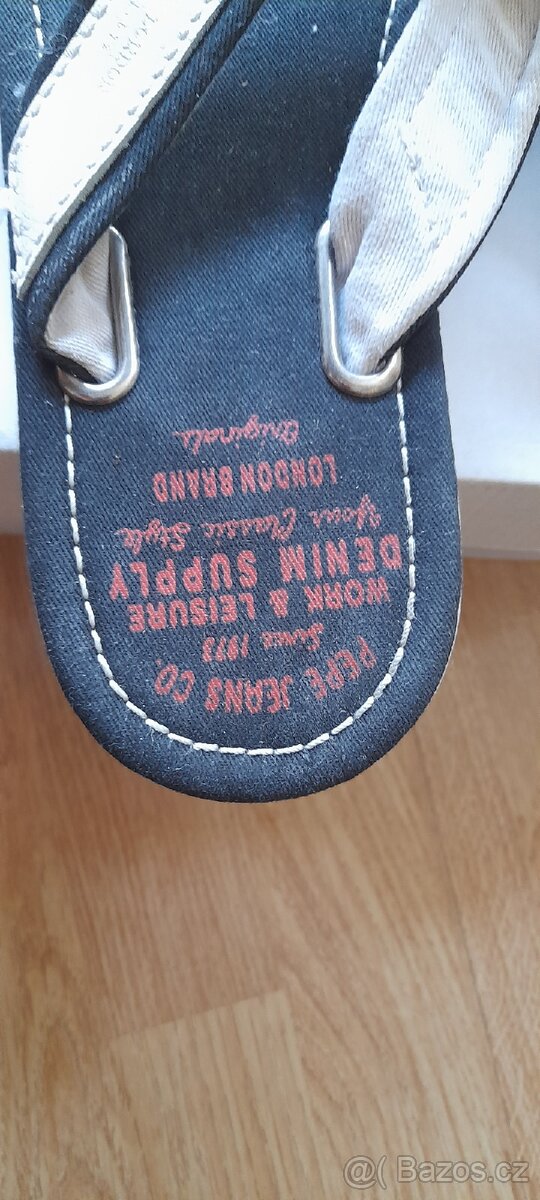 PEPE JEANS CO.
Since 1973
WORK & LEISURE
DENIM SUPPLY
Your Classic Style
LONDON BRAND
Originals
@( Bazos.cz